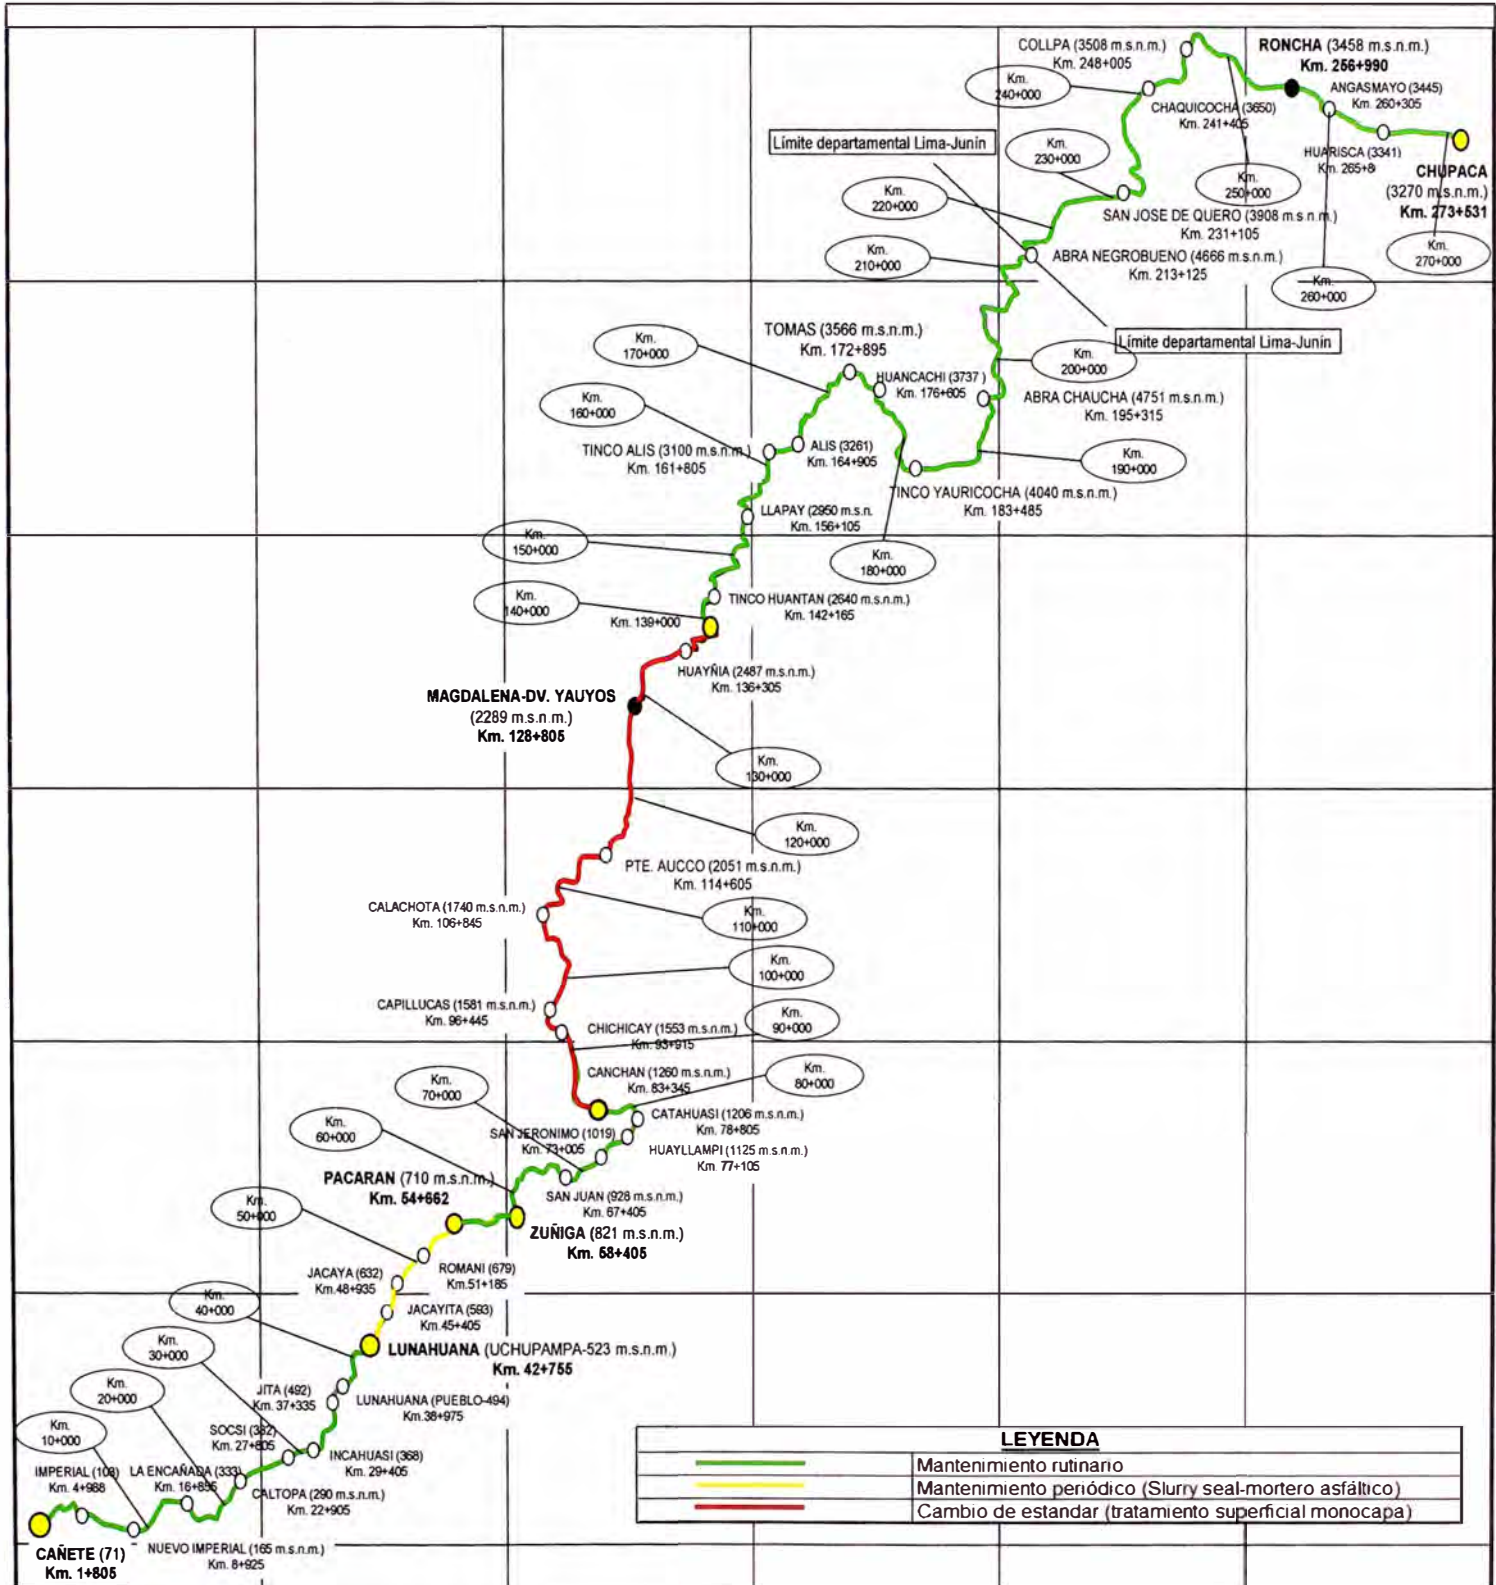 COLLPA (3508 m.s.n.m.)
Km. 248+005
RONCHA (3458 m.s.n.m.)
Km. 256+990
Km.
240+000
ANGASMAYO (3445)
Km. 260+305
CHAQUICOCHA (3650)
Km. 241+405
Límite departamental Lima-Junín
Km.
230+000
HUARISCA (3341)
Km. 265+8
CHUPACA
(3270 m.s.n.m.)
Km. 273+531
Km.
250+000
Km.
220+000
SAN JOSE DE QUERO (3908 m.s.n.m.)
Km. 231+105
Km.
210+000
ABRA NEGROBUENO (4666 m.s.n.m.)
Km. 213+125
Km.
270+000
Km.
260+000
TOMAS (3566 m.s.n.m.)
Km. 172+895
Km.
170+000
Límite departamental Lima-Junín
Km.
200+000
HUANCACHI (3737 )
Km. 176+605
ABRA CHAUCHA (4751 m.s.n.m.)
Km. 195+315
Km.
160+000
TINCO ALIS (3100 m.s.n.m.)
Km. 161+805
ALIS (3261)
Km. 164+905
Km.
190+000
TINCO YAURICOCHA (4040 m.s.n.m.)
Km. 183+485
LLAPAY (2950 m.s.n.
Km. 156+105
Km.
150+000
Km.
180+000
Km.
140+000
TINCO HUANTAN (2640 m.s.n.m.)
Km. 142+165
Km. 139+000
HUAYÑIA (2487 m.s.n.m.)
Km. 136+305
MAGDALENA-DV. YAUYOS
(2289 m.s.n.m.)
Km. 128+805
Km.
130+000
Km.
120+000
PTE. AUCCO (2051 m.s.n.m.)
Km. 114+605
CALACHOTA (1740 m.s.n.m.)
Km. 106+845
Km.
110+000
Km.
100+000
CAPILLUCAS (1581 m.s.n.m.)
Km. 96+445
Km.
90+000
CHICHICAY (1553 m.s.n.m.)
Km. 93+915
CANCHAN (1260 m.s.n.m.)
Km. 83+345
Km.
80+000
Km.
70+000
CATAHUASI (1206 m.s.n.m.)
Km. 78+805
Km.
60+000
SAN JERONIMO (1019)
Km. 73+005
HUAYLLAMPI (1125 m.s.n.m.)
Km. 77+105
PACARAN (710 m.s.n.m.)
Km. 54+662
SAN JUAN (928 m.s.n.m.)
Km. 67+405
Km.
50+000
ZUÑIGA (821 m.s.n.m.)
Km. 58+405
ROMANI (679)
Km.51+185
JACAYA (632)
Km.48+935
JACAYITA (593)
Km.45+405
Km.
40+000
LUNAHUANA (UCHUPAMPA-523 m.s.n.m.)
Km. 42+755
Km.
30+000
Km.
20+000
JITA (492)
Km. 37+335
LUNAHUANA (PUEBLO-494)
Km.38+975
Km.
10+000
SOCSI (382)
Km. 27+805
INCAHUASI (368)
Km. 29+405
IMPERIAL (108)
Km. 4+988
LA ENCAÑADA (333)
Km. 16+855
CALTOPA (290 m.s.n.m.)
Km. 22+905
NUEVO IMPERIAL (165 m.s.n.m.)
Km. 8+925
CAÑETE (71)
Km. 1+805
LEYENDA
Mantenimiento rutinario
Mantenimiento periódico (Slurry seal-mortero asfáltico)
Cambio de estandar (tratamiento superficial monocapa)